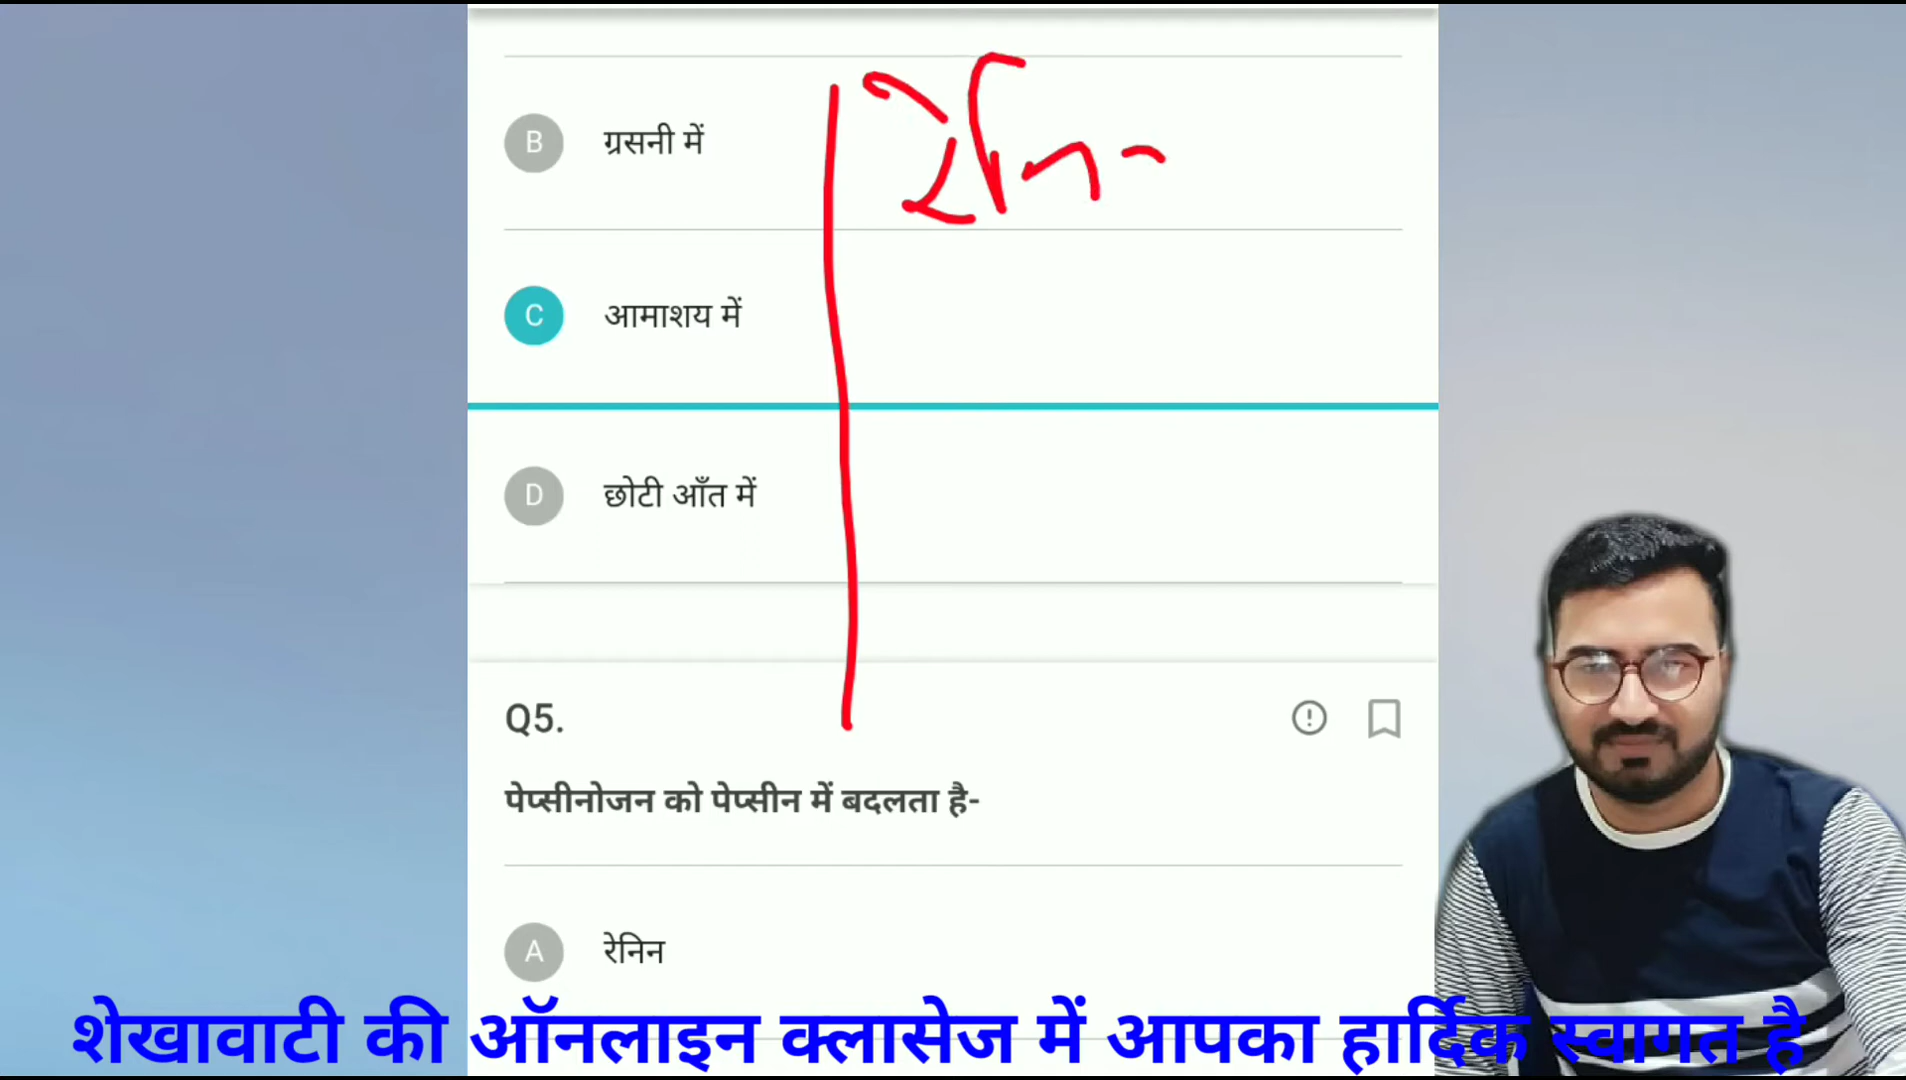 B ग्रसनी में
C आमाशय में
D छोटी आँत में
Q5.
पेप्सीनोजन को पेप्सीन में बदलता है-
A रेनिन
शेखावाटी की ऑनलाइन क्लासेज में आपका हार्दिक स्वागत है